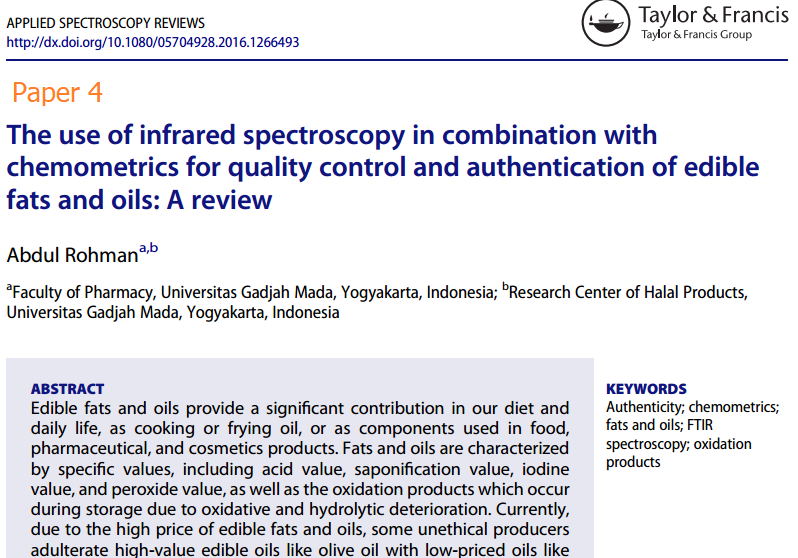 APPLIED SPECTROSCOPY REVIEWS
http://dx.doi.org/10.1080/05704928.2016.1266493
Taylor & Francis
Taylor & Francis Group
Paper 4
The use of infrared spectroscopy in combination with
chemometrics for quality control and authentication of edible
fats and oils: A review
Abdul Rohmana,b
aFaculty of Pharmacy, Universitas Gadjah Mada, Yogyakarta, Indonesia; bResearch Center of Halal Products,
Universitas Gadjah Mada, Yogyakarta, Indonesia
ABSTRACT
Edible fats and oils provide a significant contribution in our diet and
daily life, as cooking or frying oil, or as components used in food,
pharmaceutical, and cosmetics products. Fats and oils are characterized
by specific values, including acid value, saponification value, iodine
value, and peroxide value, as well as the oxidation products which occur
during storage due to oxidative and hydrolytic deterioration. Currently,
due to the high price of edible fats and oils, some unethical producers
adulterate high-value edible oils like olive oil with low-priced oils like
KEYWORDS
Authenticity; chemometrics;
fats and oils; FTIR
spectroscopy; oxidation
products